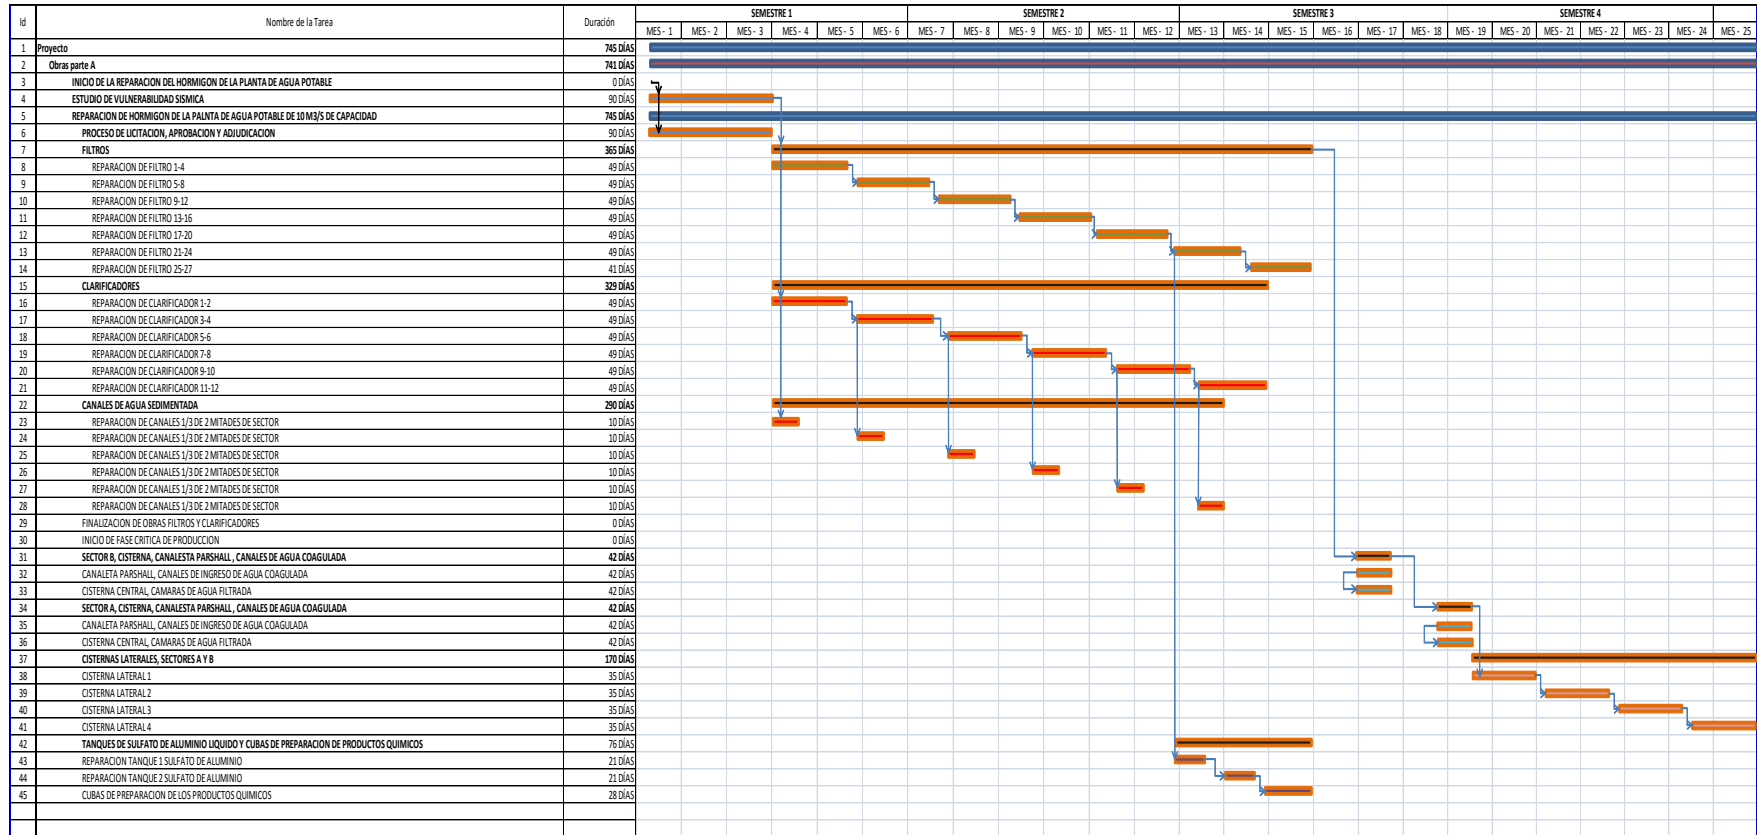 SEMESTRE 1 SEMESTRE 2 SEMESTRE 3 SEMESTRE 4
Id Nombre de la Tarea Duración
MES - 1 MES - 2 MES - 3 MES - 4 MES - 5 MES - 6 MES - 7 MES - 8 MES - 9 MES - 10 MES - 11 MES - 12 MES - 13 MES - 14 MES - 15 MES - 16 MES - 17 MES - 18 MES - 19 MES - 20 MES - 21 MES - 22 MES - 23 MES - 24 MES - 25
1 Proyecto 745 DÍAS
2 Obras parte A 741 DÍAS
3 INICIO DE LA REPARACION DEL HORMIGON DE LA PLANTA DE AGUA POTABLE 0 DÍAS
4 ESTUDIO DE VULNERABILIDAD SISMICA 90 DÍAS
5 REPARACION DE HORMIGON DE LA PALNTA DE AGUA POTABLE DE 10 M3/S DE CAPACIDAD 745 DÍAS
6 PROCESO DE LICITACION, APROBACION Y ADJUDICACION 90 DÍAS
7 FILTROS 365 DÍAS
8 REPARACION DE FILTRO 1-4 49 DÍAS
9 REPARACION DE FILTRO 5-8 49 DÍAS
10 REPARACION DE FILTRO 9-12 49 DÍAS
11 REPARACION DE FILTRO 13-16 49 DÍAS
12 REPARACION DE FILTRO 17-20 49 DÍAS
13 REPARACION DE FILTRO 21-24 49 DÍAS
14 REPARACION DE FILTRO 25-27 41 DÍAS
15 CLARIFICADORES 329 DÍAS
16 REPARACION DE CLARIFICADOR 1-2 49 DÍAS
17 REPARACION DE CLARIFICADOR 3-4 49 DÍAS
18 REPARACION DE CLARIFICADOR 5-6 49 DÍAS
19 REPARACION DE CLARIFICADOR 7-8 49 DÍAS
20 REPARACION DE CLARIFICADOR 9-10 49 DÍAS
21 REPARACION DE CLARIFICADOR 11-12 49 DÍAS
22 CANALES DE AGUA SEDIMENTADA 290 DÍAS
23 REPARACION DE CANALES 1/3 DE 2 MITADES DE SECTOR 10 DÍAS
24 REPARACION DE CANALES 1/3 DE 2 MITADES DE SECTOR 10 DÍAS
25 REPARACION DE CANALES 1/3 DE 2 MITADES DE SECTOR 10 DÍAS
26 REPARACION DE CANALES 1/3 DE 2 MITADES DE SECTOR 10 DÍAS
27 REPARACION DE CANALES 1/3 DE 2 MITADES DE SECTOR 10 DÍAS
28 REPARACION DE CANALES 1/3 DE 2 MITADES DE SECTOR 10 DÍAS
29 FINALIZACION DE OBRAS FILTROS Y CLARIFICADORES 0 DÍAS
30 INICIO DE FASE CRITICA DE PRODUCCION 0 DÍAS
31 SECTOR B, CISTERNA, CANALESTA PARSHALL , CANALES DE AGUA COAGULADA 42 DÍAS
32 CANALETA PARSHALL, CANALES DE INGRESO DE AGUA COAGULADA 42 DÍAS
33 CISTERNA CENTRAL, CAMARAS DE AGUA FILTRADA 42 DÍAS
34 SECTOR A, CISTERNA, CANALESTA PARSHALL , CANALES DE AGUA COAGULADA 42 DÍAS
35 CANALETA PARSHALL, CANALES DE INGRESO DE AGUA COAGULADA 42 DÍAS
36 CISTERNA CENTRAL, CAMARAS DE AGUA FILTRADA 42 DÍAS
37 CISTERNAS LATERALES, SECTORES A Y B 170 DÍAS
38 CISTERNA LATERAL 1 35 DÍAS
39 CISTERNA LATERAL 2 35 DÍAS
40 CISTERNA LATERAL 3 35 DÍAS
41 CISTERNA LATERAL 4 35 DÍAS
42 TANQUES DE SULFATO DE ALUMINIO LIQUIDO Y CUBAS DE PREPARACION DE PRODUCTOS QUIMICOS 76 DÍAS
43 REPARACION TANQUE 1 SULFATO DE ALUMINIO 21 DÍAS
44 REPARACION TANQUE 2 SULFATO DE ALUMINIO 21 DÍAS
45 CUBAS DE PREPARACION DE LOS PRODUCTOS QUIMICOS 28 DÍAS